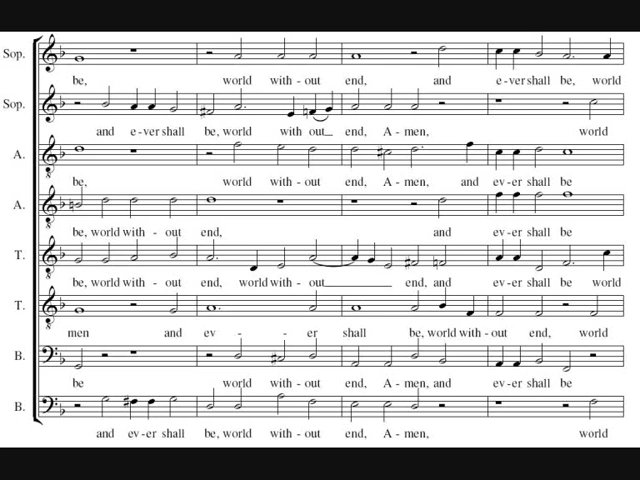 Sop.
be, world with - out end, and e - ver shall be, world
Sop.
and e - ver shall be, world with out_ end, A - men, world
A.
be, world with - out end, A - men, and ev - er shall be
A.
be, world with - out end, and ev - er shall be
T.
be, world with - out end, world with - out____ end, and ev - er shall be world
T.
men and ev - - er shall be, world with - out end, world
B.
be world with - out end, A - men, and ev - er shall be
B.
and ev - er shall be, world with - out end, A - men, world